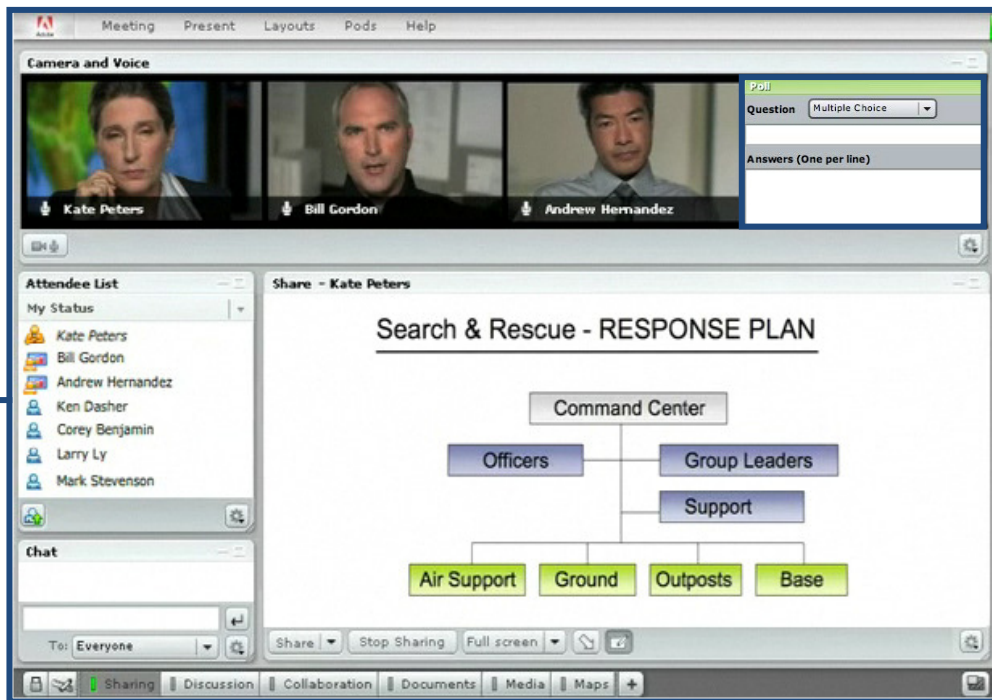 Adobe
Meeting Present Layouts Pods Help
Camera and Voice
Kate Peters
Bill Gordon
Andrew Hernandez
Poll
Question Multiple Choice
Answers (One per line)
Attendee List
My Status
Kate Peters
Bill Gordon
Andrew Hernandez
Ken Dasher
Corey Benjamin
Larry Ly
Mark Stevenson
Chat
To: Everyone
Share - Kate Peters
Search & Rescue - RESPONSE PLAN
Command Center
Officers Group Leaders
Support
Air Support Ground Outposts Base
Share Stop Sharing Full screen
Sharing Discussion Collaboration Documents Media Maps +